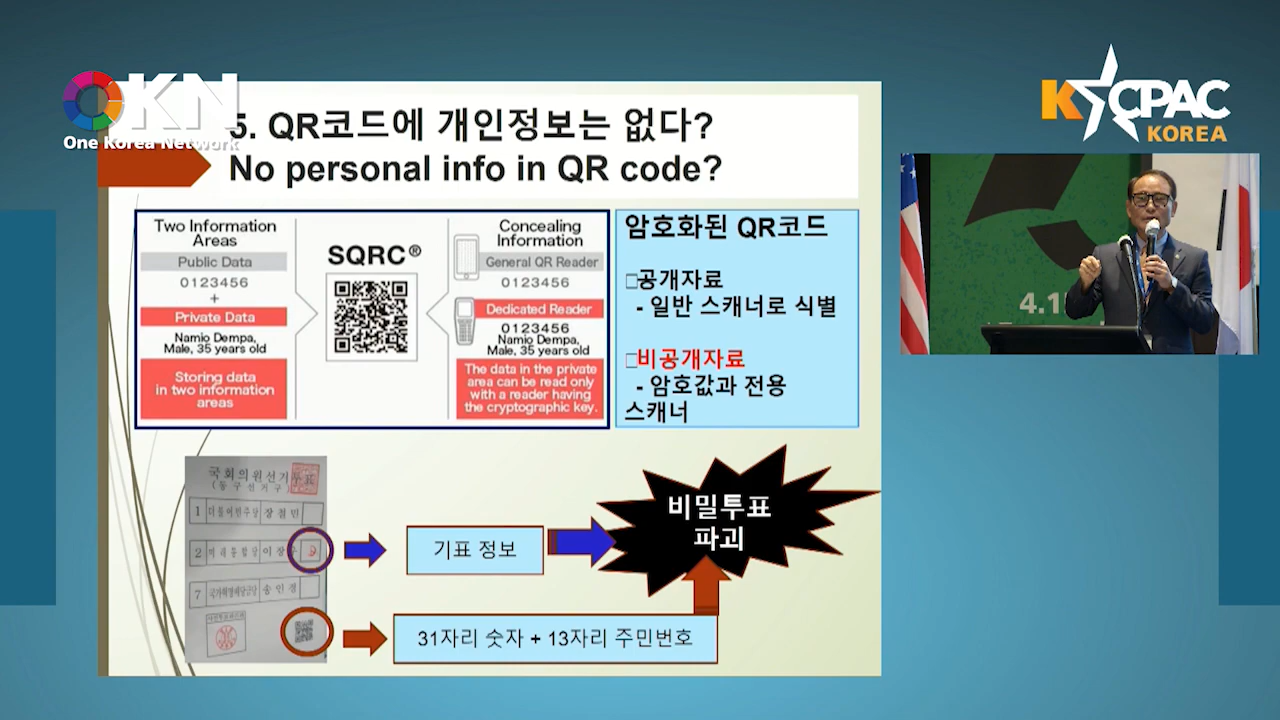 OKN
One Korea Network
K CPAC
KOREA
5. QR코드에 개인정보는 없다?
No personal info in QR code?
Two Information
Areas
Public Data
0123456
+
Private Data
Namio Dempa,
Male, 35 years old
Storing data
in two information
areas
SQRC®
Concealing
Information
General QR Reader
0123456
Dedicated Reader
0123456
Namio Dempa,
Male, 35 years old
The data in the private
area can be read only
with a reader having
the cryptographic key.
암호화된 QR코드
□공개자료
- 일반 스캐너로 식별
□비공개자료
- 암호값과 전용
스캐너
4.1
국회의원선거투표
(동구선거구)
1 더불어민주당 장철민
2 미래통합당 이장우
7 국가혁명배당금당 송인경
기표 정보
비밀투표
파괴
31자리 숫자 + 13자리 주민번호